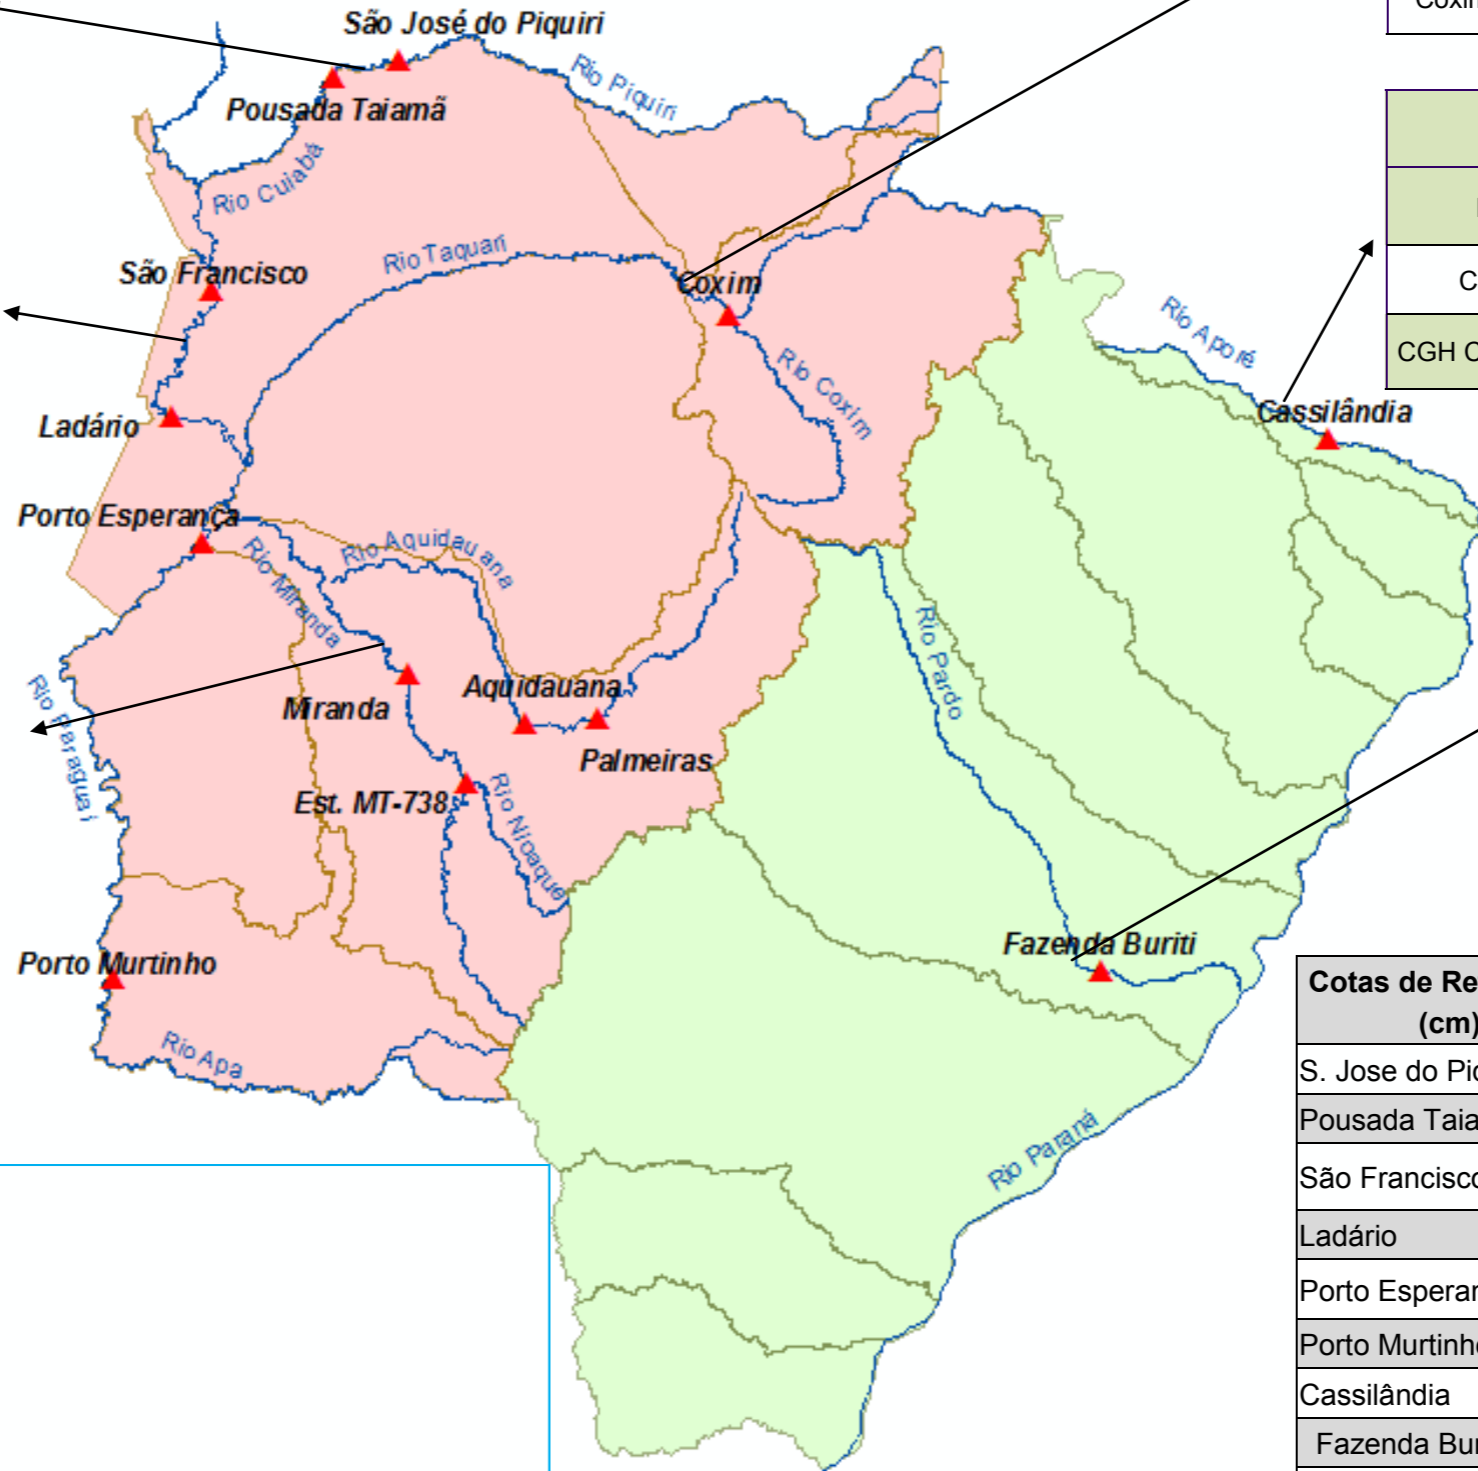 Coxim
São José do Piquiri
Rio Piquiri
Pousada Taiamã
Rio Cuiabá
São Francisco
Rio Taquari
Coxim
Rio Aporé
C
CGH C
Rio Coxim
Cassilândia
Ladário
Porto Esperança
Rio Aquidauana
Rio Miranda
Rio Pardo
Rio Paraguai
Aquidauana
Miranda
Palmeiras
Est. MT-738
Rio Nioaque
Fazenda Buriti
Porto Murtinho
Rio Apa
Rio Paraná
Cotas de Re
(cm)
S. Jose do Pic
Pousada Taia
São Francisco
Ladário
Porto Esperan
Porto Murtinho
Cassilândia
Fazenda Bur